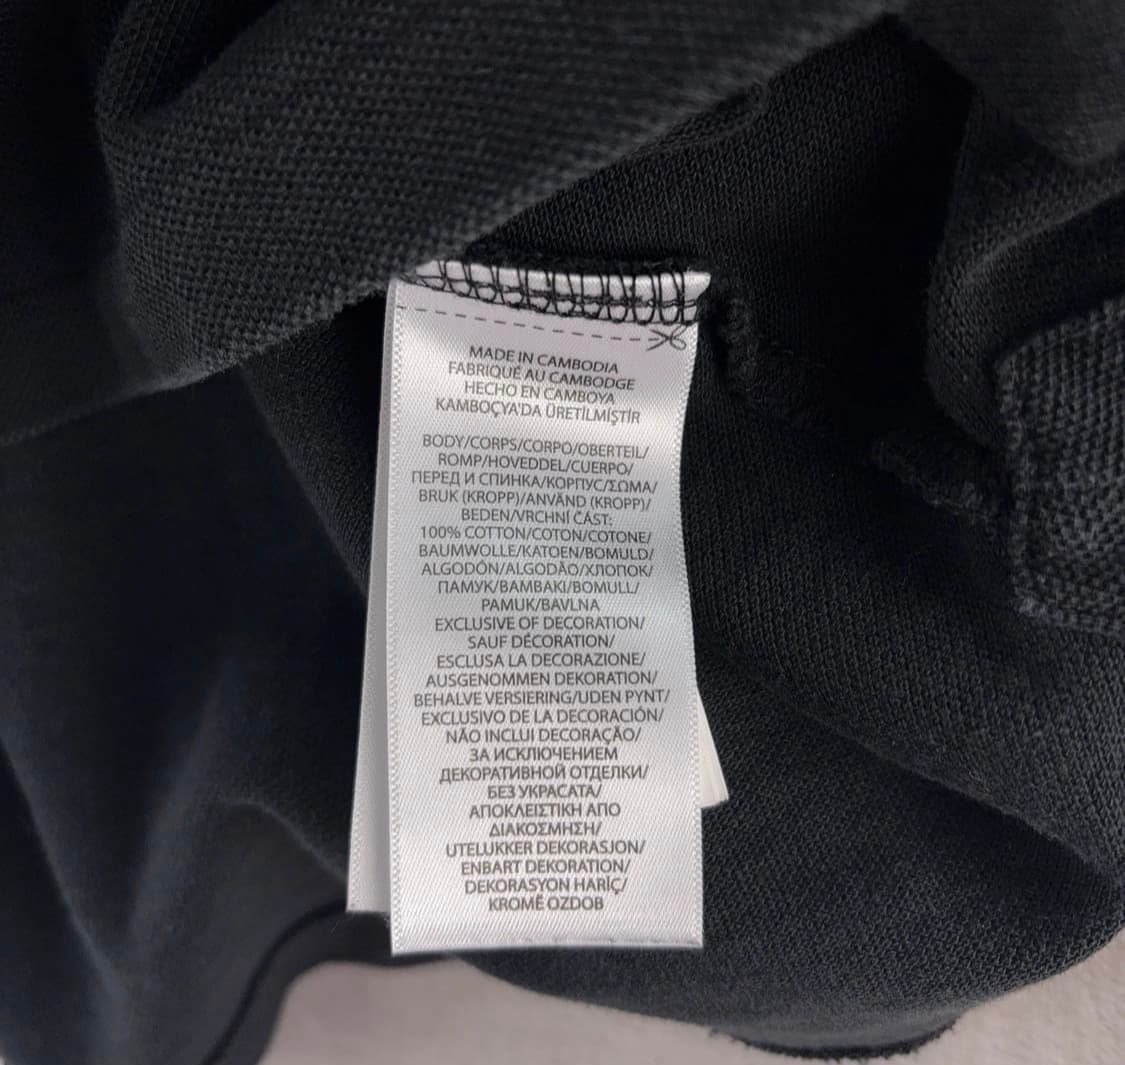 MADE IN CAMBODIA
FABRIQUÉ AU CAMBODGE
HECHO EN CAMBOYA
KAMBOÇYA'DA ÜRETİLMİŞTİR
BODY/CORPS/CORPO/OBERTEIL/
ROMP/HOVEDDEL/CUERPO/
ПЕРЕД И СПИНКА/КОРПУС/ΣΩΜΑ/
BRUK (KROPP)/ANVÄND (KROPP)/
BEDEN/VRCHNÍ ČÁST:
100% COTTON/COTON/COTONE/
BAUMWOLLE/KATOEN/BOMULD/
ALGODÓN/ALGODÃO/ХЛОПОК/
ПАМУК/ΒΑΜΒΑΚΙ/BOMULL/
PAMUK/BAVLNA
EXCLUSIVE OF DECORATION/
SAUF DÉCORATION/
ESCLUSA LA DECORAZIONE/
AUSGENOMMEN DEKORATION/
BEHALVE VERSIERING/UDEN PYNT/
EXCLUSIVO DE LA DECORACIÓN/
NÃO INCLUI DECORAÇÃO/
ЗА ИСКЛЮЧЕНИЕМ
ДЕКОРАТИВНОЙ ОТДЕЛКИ/
БЕЗ УКРАСАТА/
ΑΠΟΚΛΕΙΣΤΙΚΗ ΑΠΟ
ΔΙΑΚΟΣΜΗΣΗ/
UTELUKKER DEKORASJON/
ENBART DEKORATION/
DEKORASYON HARİÇ/
KROMĚ OZDOB